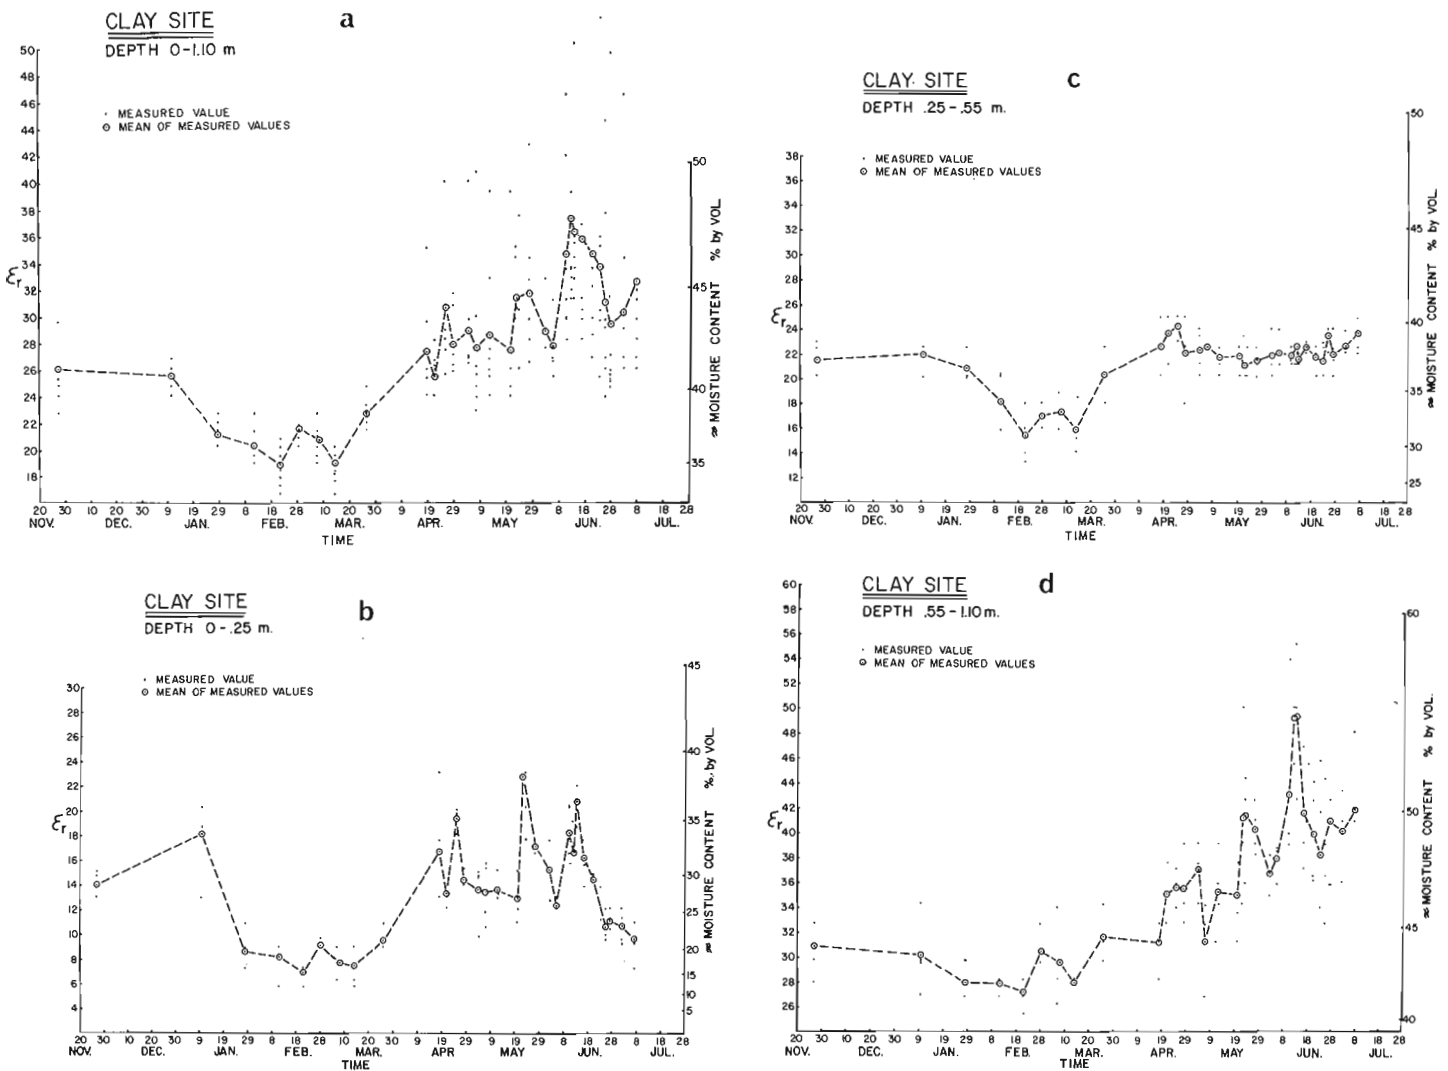 CLAY SITE
a
DEPTH 0-1.10 m
· MEASURED VALUE
⊙ MEAN OF MEASURED VALUES
50
48
46
44
42
40
38
36
34
32
30
28
26
24
22
20
18
Ɛr
50
45
40
35
≈ MOISTURE CONTENT % by VOL.
20 30 10 20 30 9 19 29 8 18 28 10 20 30 9 19 29 9 19 29 8 18 28 8 18 28
NOV. DEC. JAN. FEB. MAR. APR. MAY JUN. JUL.
TIME
CLAY SITE
c
DEPTH .25-.55 m.
· MEASURED VALUE
⊙ MEAN OF MEASURED VALUES
38
36
34
32
30
28
26
24
22
20
18
16
14
12
Ɛr
50
45
40
35
30
25
≈ MOISTURE CONTENT % by VOL.
20 30 10 20 30 9 19 29 8 18 28 10 20 30 9 19 29 9 19 29 8 18 28 8 18 28
NOV. DEC. JAN. FEB. MAR. APR. MAY JUN. JUL.
TIME
CLAY SITE
b
DEPTH 0-.25 m.
· MEASURED VALUE
⊙ MEAN OF MEASURED VALUES
30
28
26
24
22
20
18
16
14
12
10
8
6
4
Ɛr
45
40
35
30
25
20
15
10
5
≈ MOISTURE CONTENT %, by VOL.
20 30 10 20 30 9 19 29 8 18 28 10 20 30 9 19 29 9 19 29 8 18 28 8 18 28
NOV. DEC. JAN. FEB. MAR. APR MAY JUN. JUL.
TIME
CLAY SITE
d
DEPTH .55-1.10 m.
· MEASURED VALUE
⊙ MEAN OF MEASURED VALUES
60
58
56
54
52
50
48
46
44
42
40
38
36
34
32
30
28
26
Ɛr
60
50
45
40
≈ MOISTURE CONTENT % by VOL.
20 30 10 20 30 9 19 29 8 18 28 10 20 30 9 19 29 9 19 29 8 18 28 8 18 28
NOV. DEC. JAN. FEB. MAR. APR. MAY JUN. JUL.
TIME